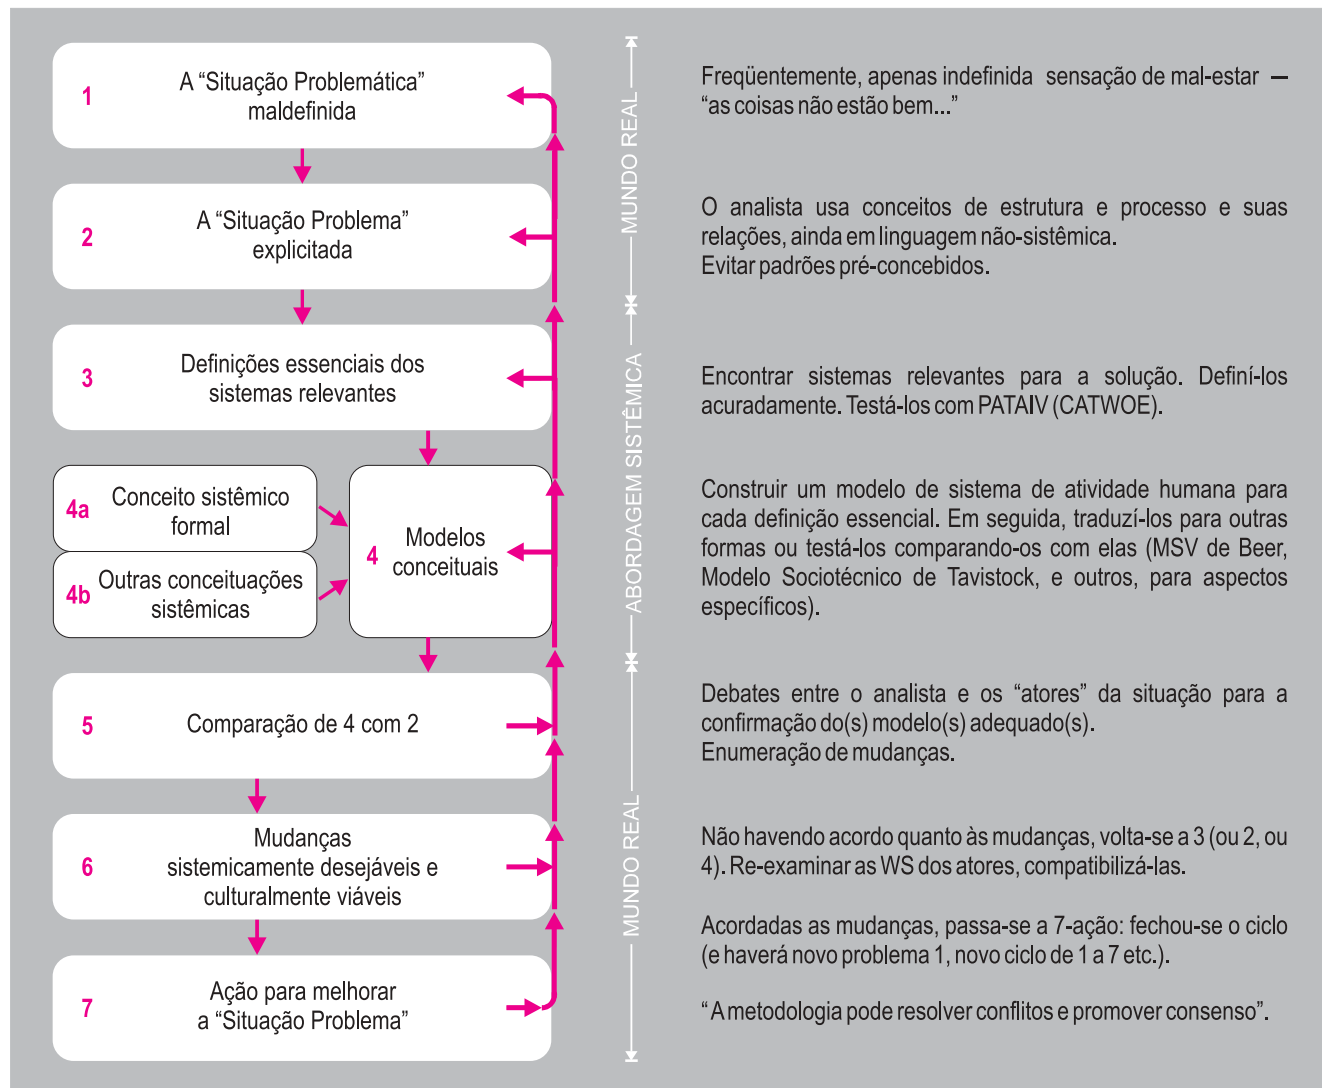 1
A “Situação Problemática”
maldefinida
Freqüentemente, apenas indefinida sensação de mal-estar —
“as coisas não estão bem...”
2
A “Situação Problema”
explicitada
O analista usa conceitos de estrutura e processo e suas
relações, ainda em linguagem não-sistêmica.
Evitar padrões pré-concebidos.
MUNDO REAL
3
Definições essenciais dos
sistemas relevantes
Encontrar sistemas relevantes para a solução. Definí-los
acuradamente. Testá-los com PATAIV (CATWOE).
4a
Conceito sistêmico
formal
4b
Outras conceituações
sistêmicas
4
Modelos
conceituais
ABORDAGEM SISTÊMICA
Construir um modelo de sistema de atividade humana para
cada definição essencial. Em seguida, traduzí-los para outras
formas ou testá-los comparando-os com elas (MSV de Beer,
Modelo Sociotécnico de Tavistock, e outros, para aspectos
específicos).
5
Comparação de 4 com 2
Debates entre o analista e os “atores” da situação para a
confirmação do(s) modelo(s) adequado(s).
Enumeração de mudanças.
6
Mudanças
sistemicamente desejáveis e
culturalmente viáveis
MUNDO REAL
Não havendo acordo quanto às mudanças, volta-se a 3 (ou 2, ou
4). Re-examinar as WS dos atores, compatibilizá-las.
Acordadas as mudanças, passa-se a 7-ação: fechou-se o ciclo
(e haverá novo problema 1, novo ciclo de 1 a 7 etc.).
7
Ação para melhorar
a “Situação Problema”
“A metodologia pode resolver conflitos e promover consenso”.